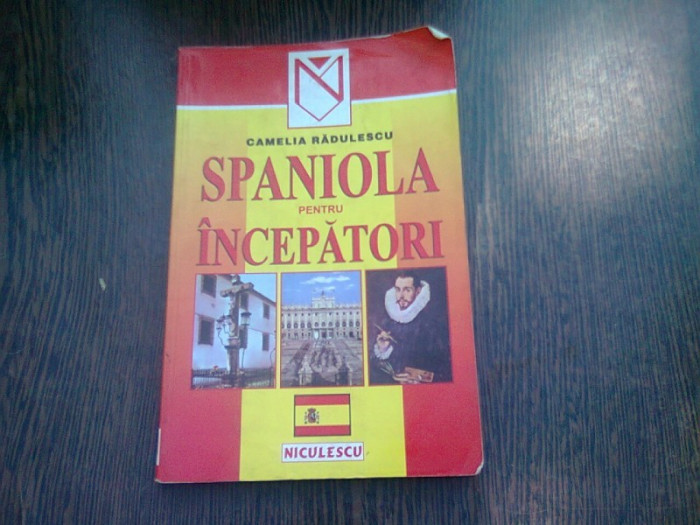 CAMELIA RĂDULESCU
SPANIOLA
PENTRU
ÎNCEPĂTORI
NICULESCU